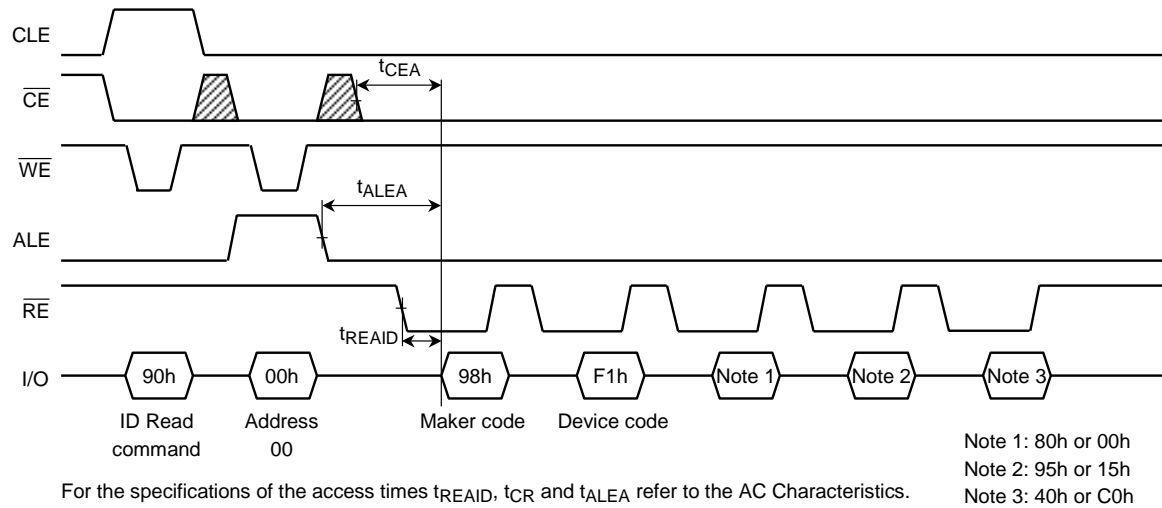 CLE
tCEA
CE
WE
tALEA
ALE
RE
tREAID
I/O 90h 00h 98h F1h Note 1 Note 2 Note 3
ID Read command
Address 00
Maker code
Device code
Note 1: 80h or 00h
Note 2: 95h or 15h
Note 3: 40h or C0h
For the specifications of the access times tREAID, tCR and tALEA refer to the AC Characteristics.